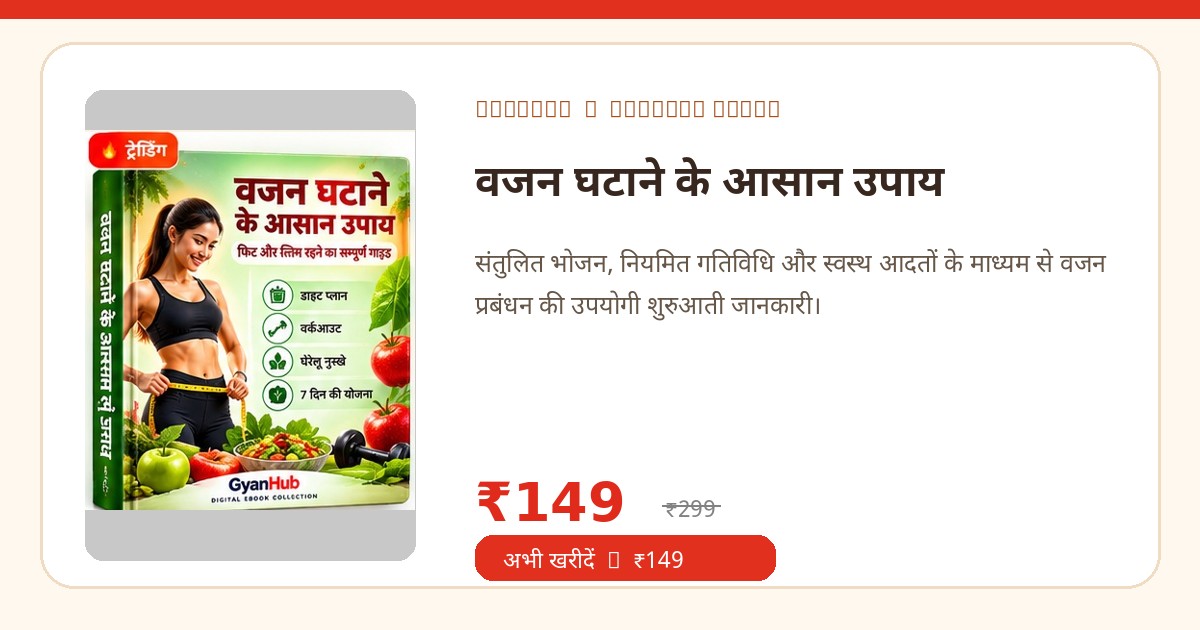 ट्रेंडिंग
वजन घटाने
के आसान उपाय
फिट और स्लिम रहने का सम्पूर्ण गाइड
डाइट प्लान
वर्कआउट
घेरेलू नुस्खे
7 दिन की योजना
GyanHub
DIGITAL EBOOK COLLECTION
वजन घटाने के आसान उपाय
संतुलित भोजन, नियमित गतिविधि और स्वस्थ आदतों के माध्यम से वजन
प्रबंधन की उपयोगी शुरुआती जानकारी।
₹149 ₹299
अभी खरीदें ₹149